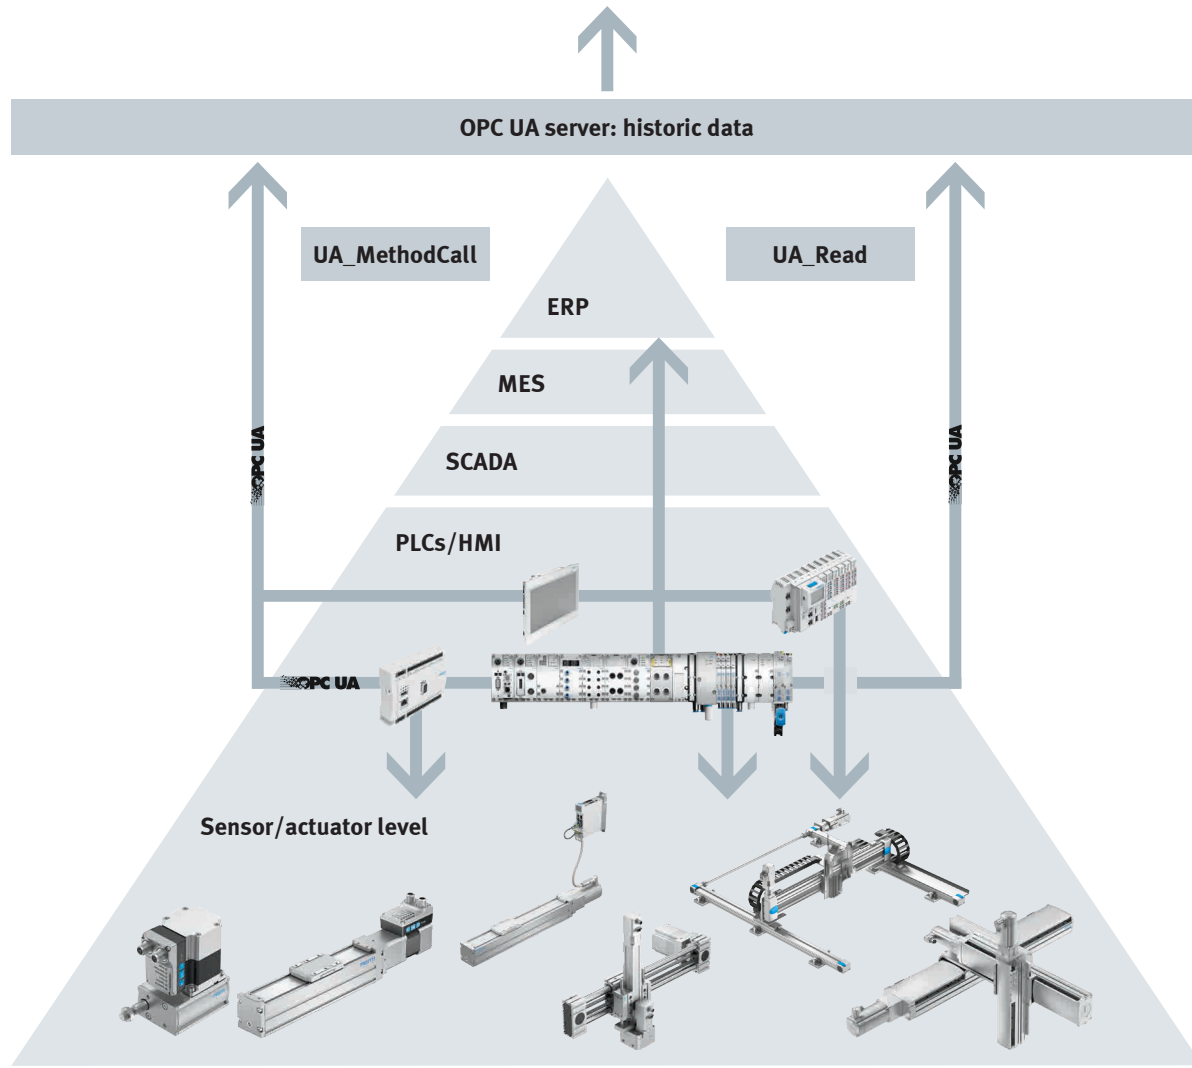 OPC UA server: historic data
UA_MethodCall
UA_Read
ERP
MES
SCADA
OPC UA
OPC UA
PLCs/HMI
OPC UA
Sensor/actuator level